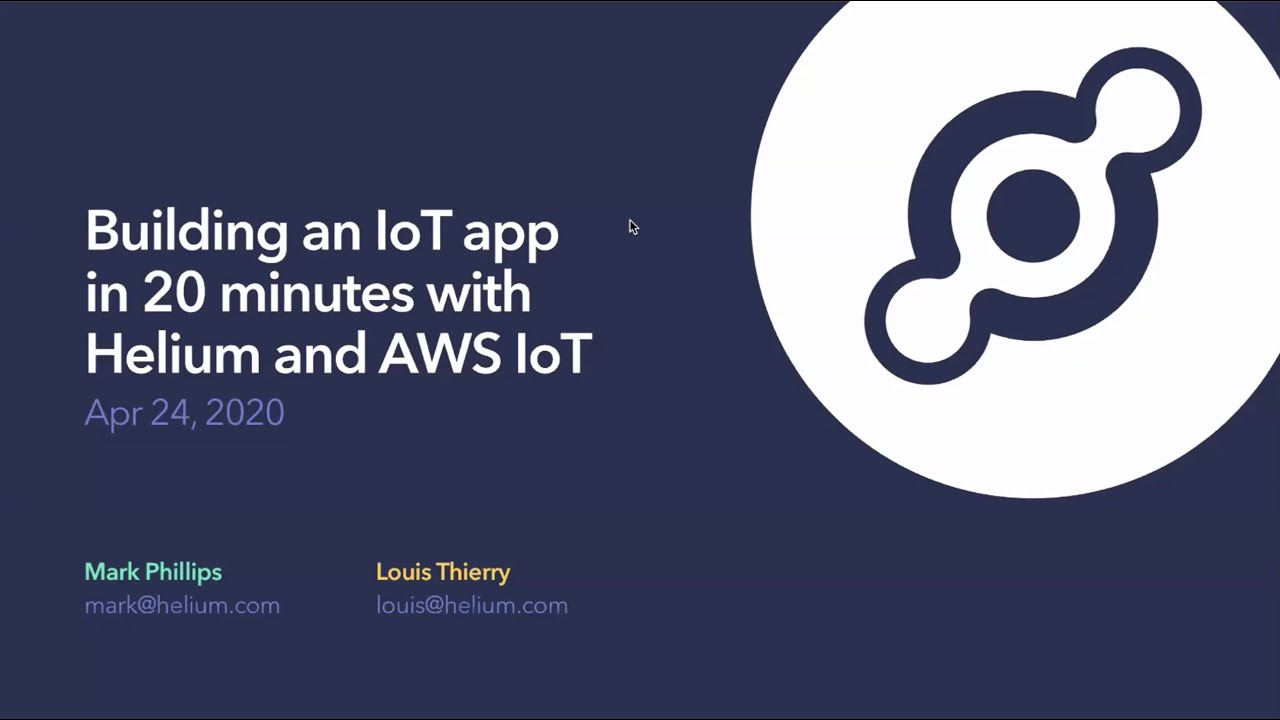 Building an IoT app
in 20 minutes with
Helium and AWS IoT
Apr 24, 2020
Mark Phillips
mark@helium.com
Louis Thierry
louis@helium.com